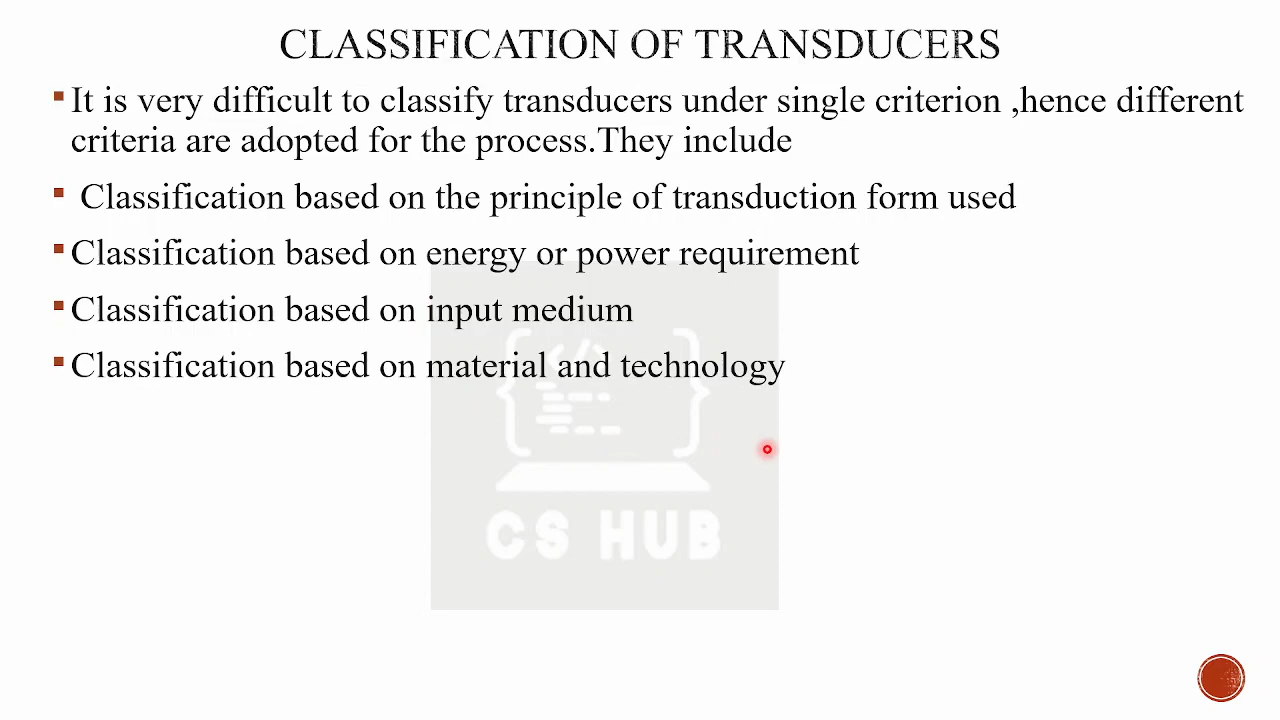 CLASSIFICATION OF TRANSDUCERS
It is very difficult to classify transducers under single criterion ,hence different
criteria are adopted for the process.They include
Classification based on the principle of transduction form used
Classification based on energy or power requirement
Classification based on input medium
Classification based on material and technology
CS HUB